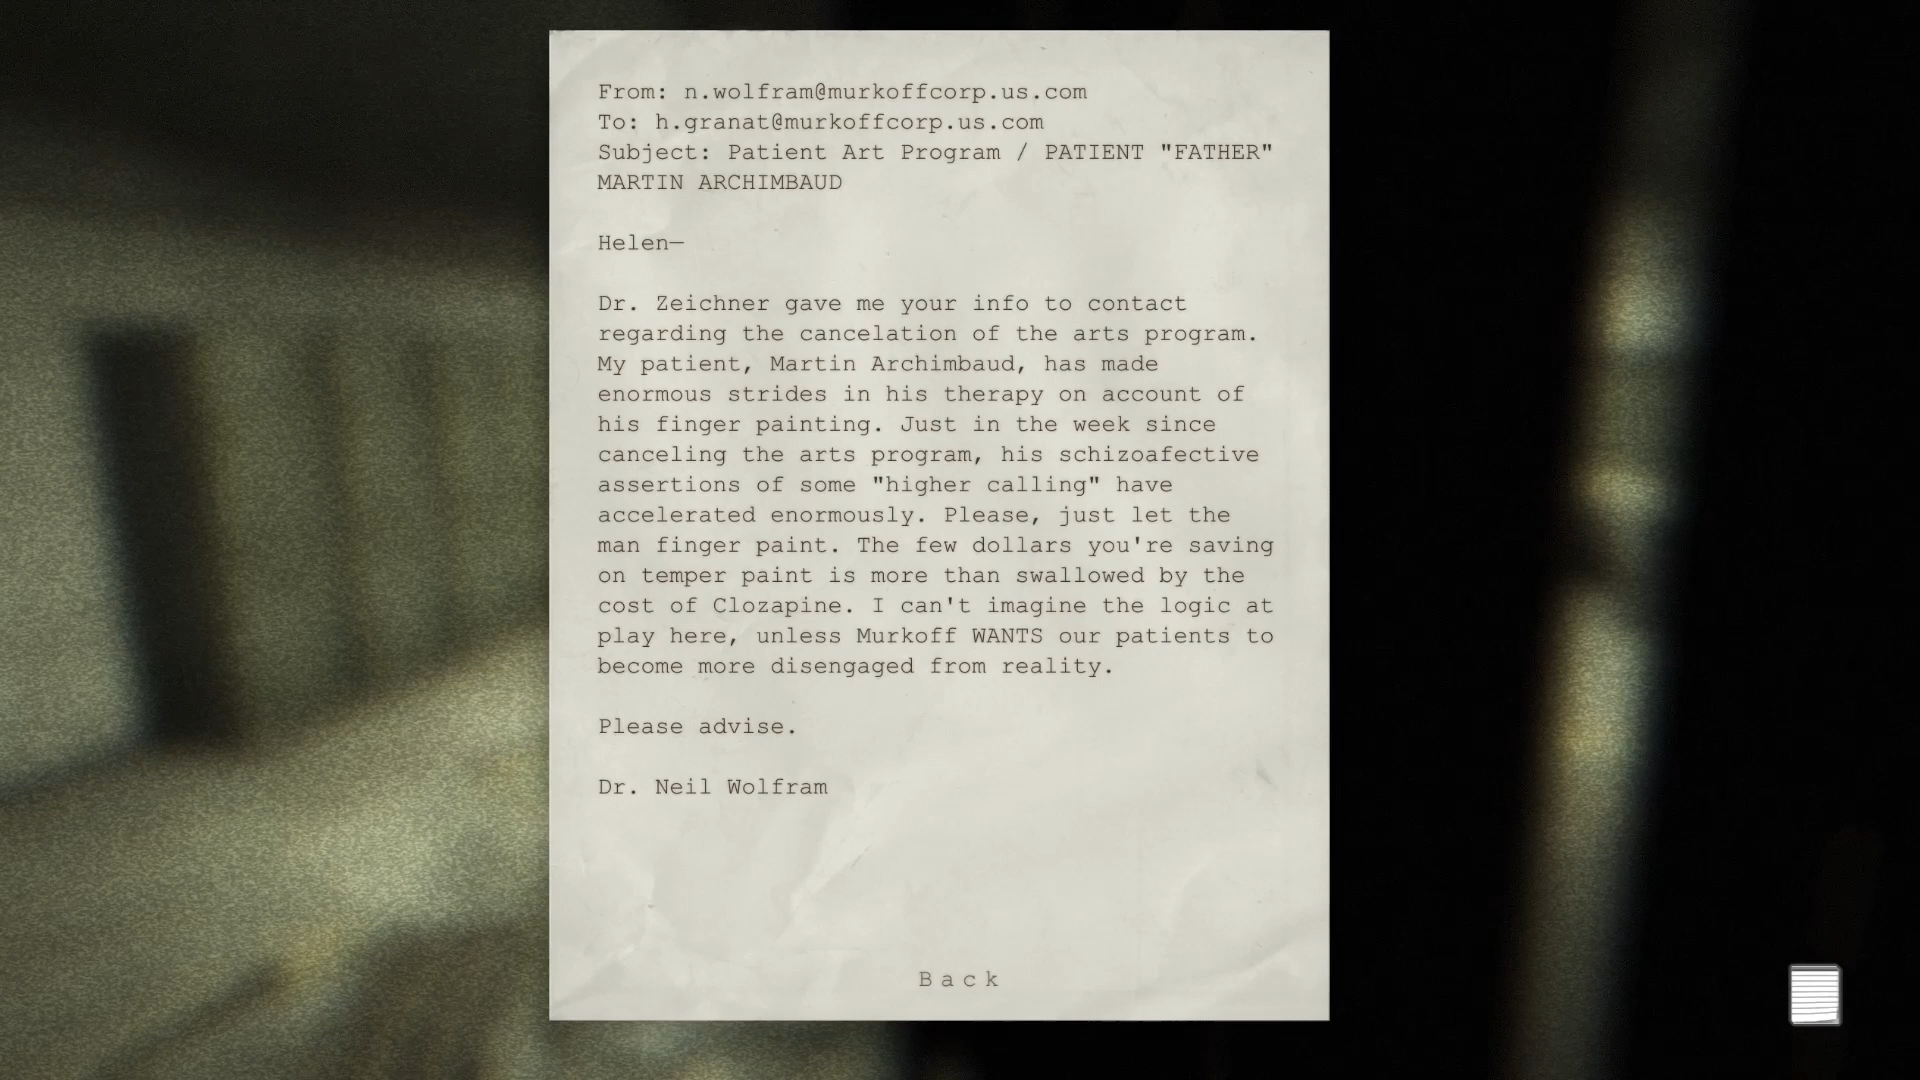 From: n.wolfram@murkoffcorp.us.com
To: h.granat@murkoffcorp.us.com
Subject: Patient Art Program / PATIENT "FATHER"
MARTIN ARCHIMBAUD
Helen—
Dr. Zeichner gave me your info to contact
regarding the cancelation of the arts program.
My patient, Martin Archimbaud, has made
enormous strides in his therapy on account of
his finger painting. Just in the week since
canceling the arts program, his schizoafective
assertions of some "higher calling" have
accelerated enormously. Please, just let the
man finger paint. The few dollars you're saving
on temper paint is more than swallowed by the
cost of Clozapine. I can't imagine the logic at
play here, unless Murkoff WANTS our patients to
become more disengaged from reality.
Please advise.
Dr. Neil Wolfram
Back